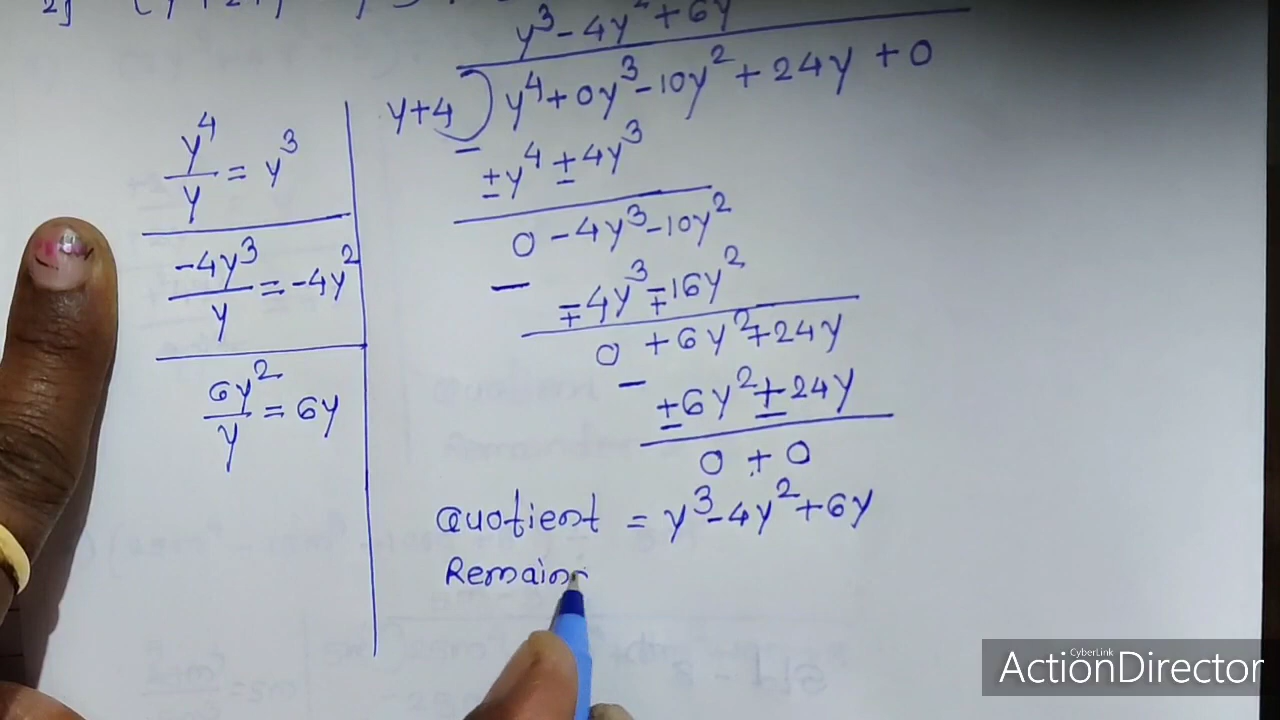 2]
y³ - 4y² + 6y
y+4 ) y⁴ + 0y³ - 10y² + 24y + 0
y⁴/y = y³
- ± y⁴ ± 4y³
0 - 4y³ - 10y²
-4y³/y = -4y²
- ∓ 4y³ ∓ 16y²
0 + 6y² + 24y
6y²/y = 6y
- ± 6y² ± 24y
0 + 0
Quotient = y³ - 4y² + 6y
Remain
CyberLink
ActionDirector